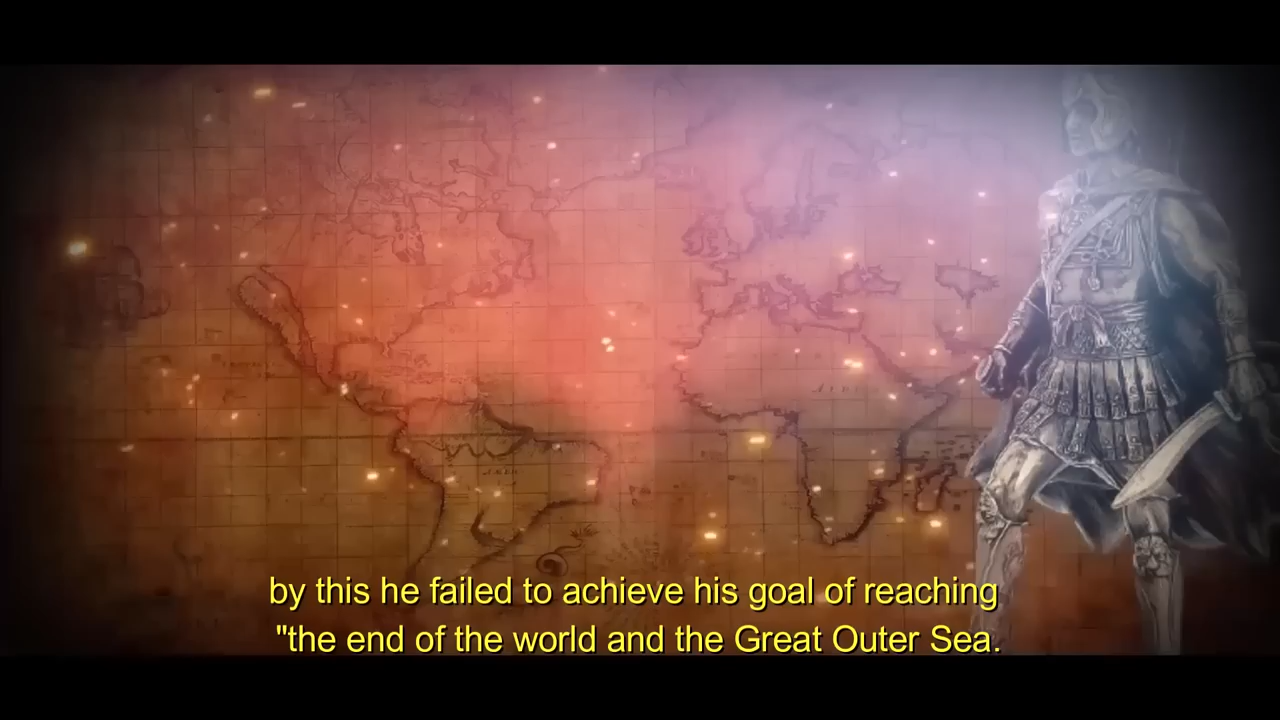 by this he failed to achieve his goal of reaching
"the end of the world and the Great Outer Sea.